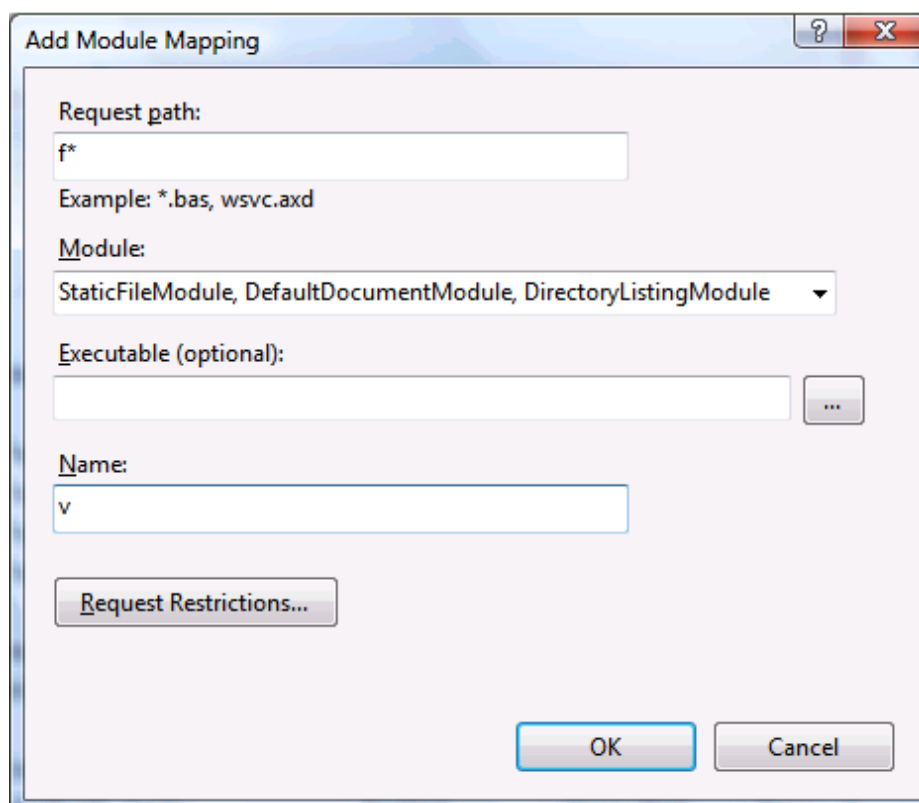 Add Module Mapping
Request path:
f*
Example: *.bas, wsvc.axd
Module:
StaticFileModule, DefaultDocumentModule, DirectoryListingModule
Executable (optional):
...
Name:
v
Request Restrictions...
OK Cancel